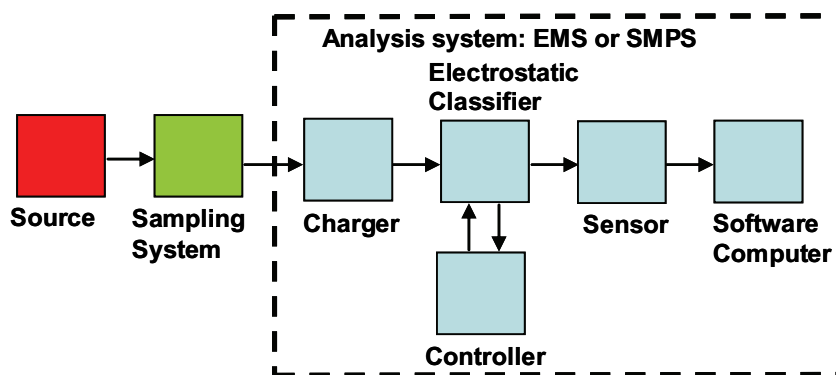 Analysis system: EMS or SMPS
Electrostatic
Classifier
Source
Sampling
System
Charger
Sensor
Software
Computer
Controller